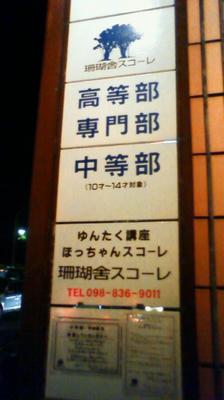 珊瑚舎スコーレ
高等部
専門部
中等部
(10才〜14才対象)
ゆんたく講座
ほっちゃんスコーレ
珊瑚舎スコーレ
TEL 098-836-9011